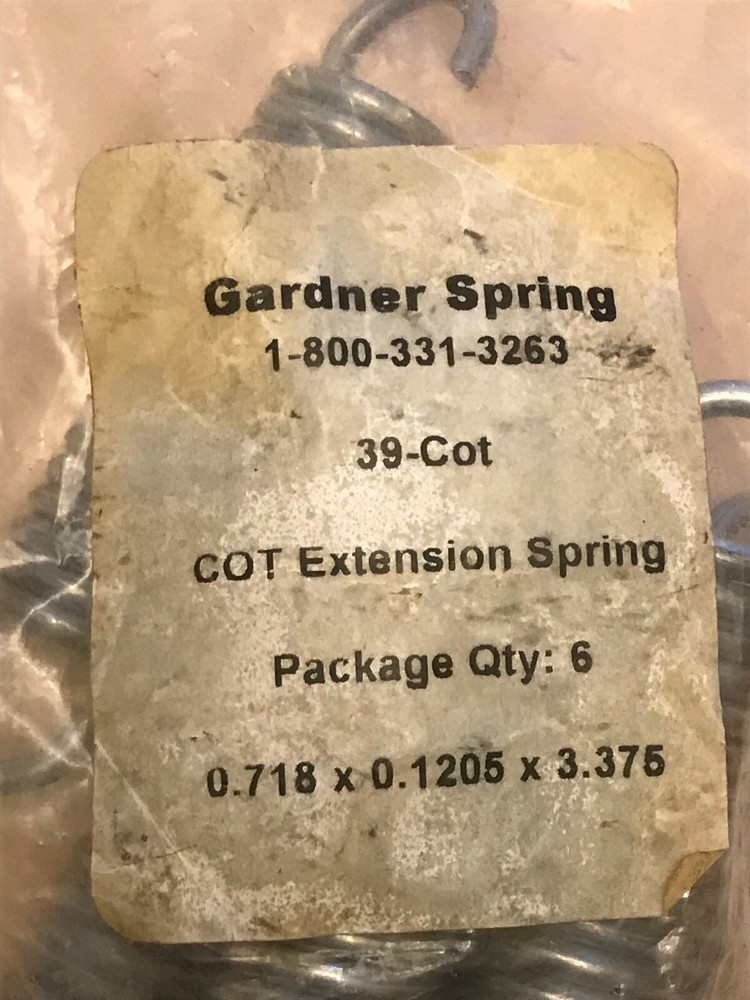 Gardner Spring
1-800-331-3263
39-Cot
COT Extension Spring
Package Qty: 6
0.718 x 0.1205 x 3.375